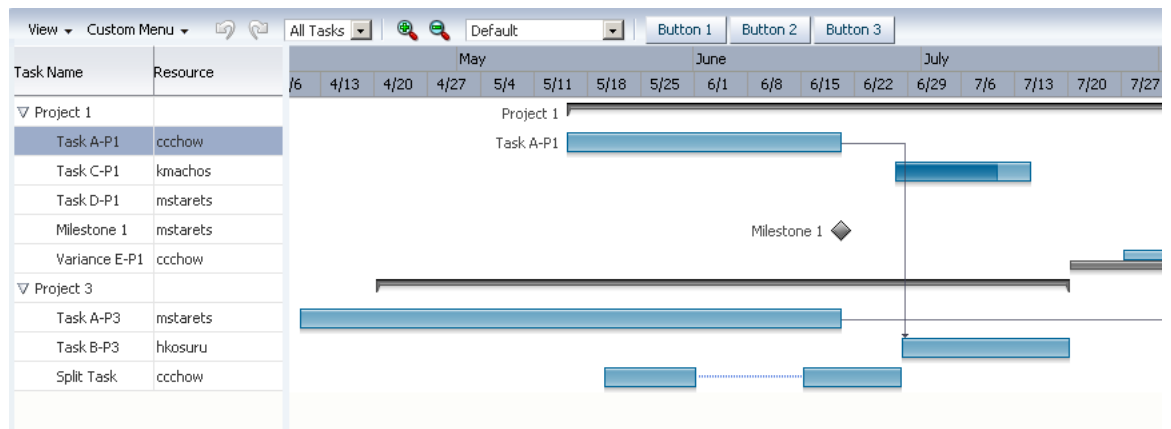 View Custom Menu All Tasks Default Button 1 Button 2 Button 3
Task Name Resource
May June July
/6 4/13 4/20 4/27 5/4 5/11 5/18 5/25 6/1 6/8 6/15 6/22 6/29 7/6 7/13 7/20 7/27
Project 1 Project 1
Task A-P1 ccchow Task A-P1
Task C-P1 kmachos
Task D-P1 mstarets
Milestone 1 mstarets Milestone 1
Variance E-P1 ccchow
Project 3
Task A-P3 mstarets
Task B-P3 hkosuru
Split Task ccchow